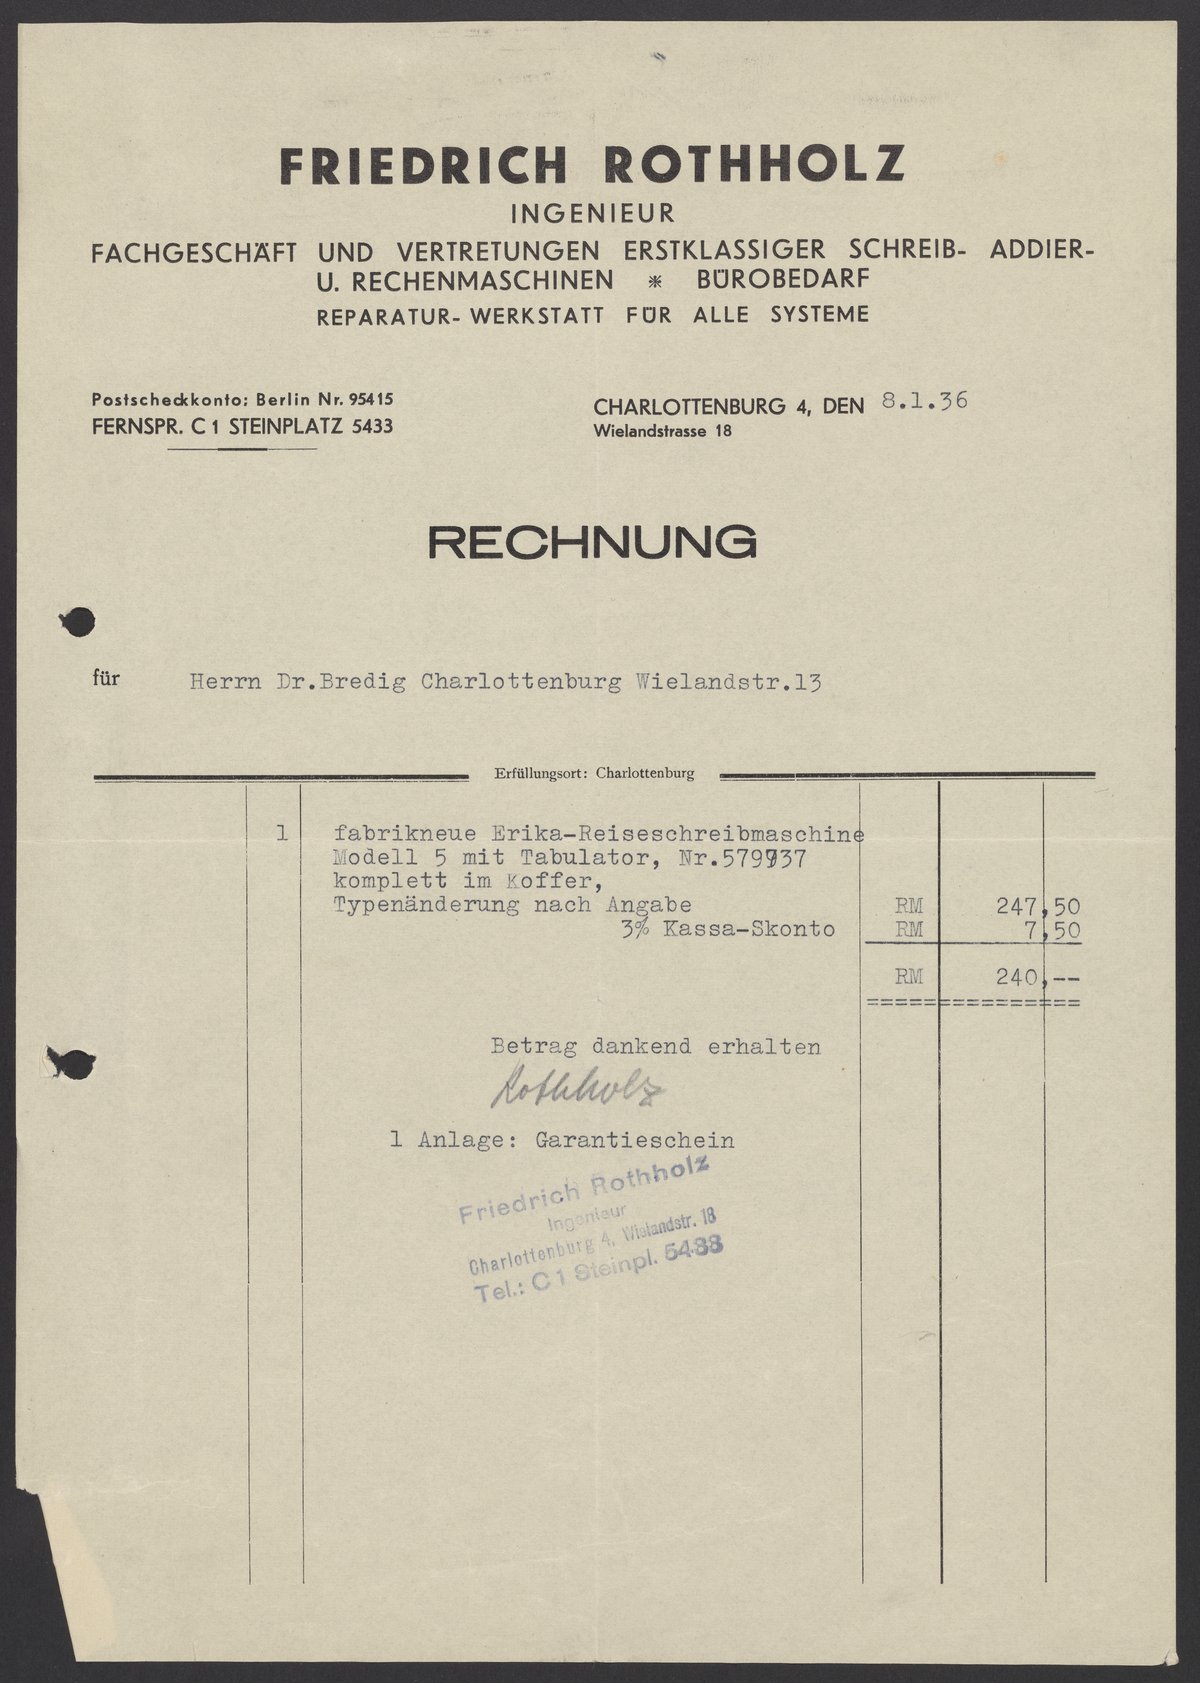 FRIEDRICH ROTHHOLZ
INGENIEUR
FACHGESCHÄFT UND VERTRETUNGEN ERSTKLASSIGER SCHREIB- ADDIER-
U. RECHENMASCHINEN * BÜROBEDARF
REPARATUR-WERKSTATT FÜR ALLE SYSTEME
Postscheckkonto: Berlin Nr. 95415
FERNSPR. C 1 STEINPLATZ 5433
CHARLOTTENBURG 4, DEN 8.1.36
Wielandstrasse 18
RECHNUNG
für Herrn Dr.Bredig Charlottenburg Wielandstr.13
Erfüllungsort: Charlottenburg
1 fabrikneue Erika-Reiseschreibmaschine
Modell 5 mit Tabulator, Nr.579937
komplett im Koffer,
Typenänderung nach Angabe RM 247,50
3% Kassa-Skonto RM 7,50
RM 240,--
===============
Betrag dankend erhalten
Rothholz
1 Anlage: Garantieschein
Friedrich Rothholz
Ingenieur
Charlottenburg 4, Wielandstr. 18
Tel.: C 1 Steinpl. 5433